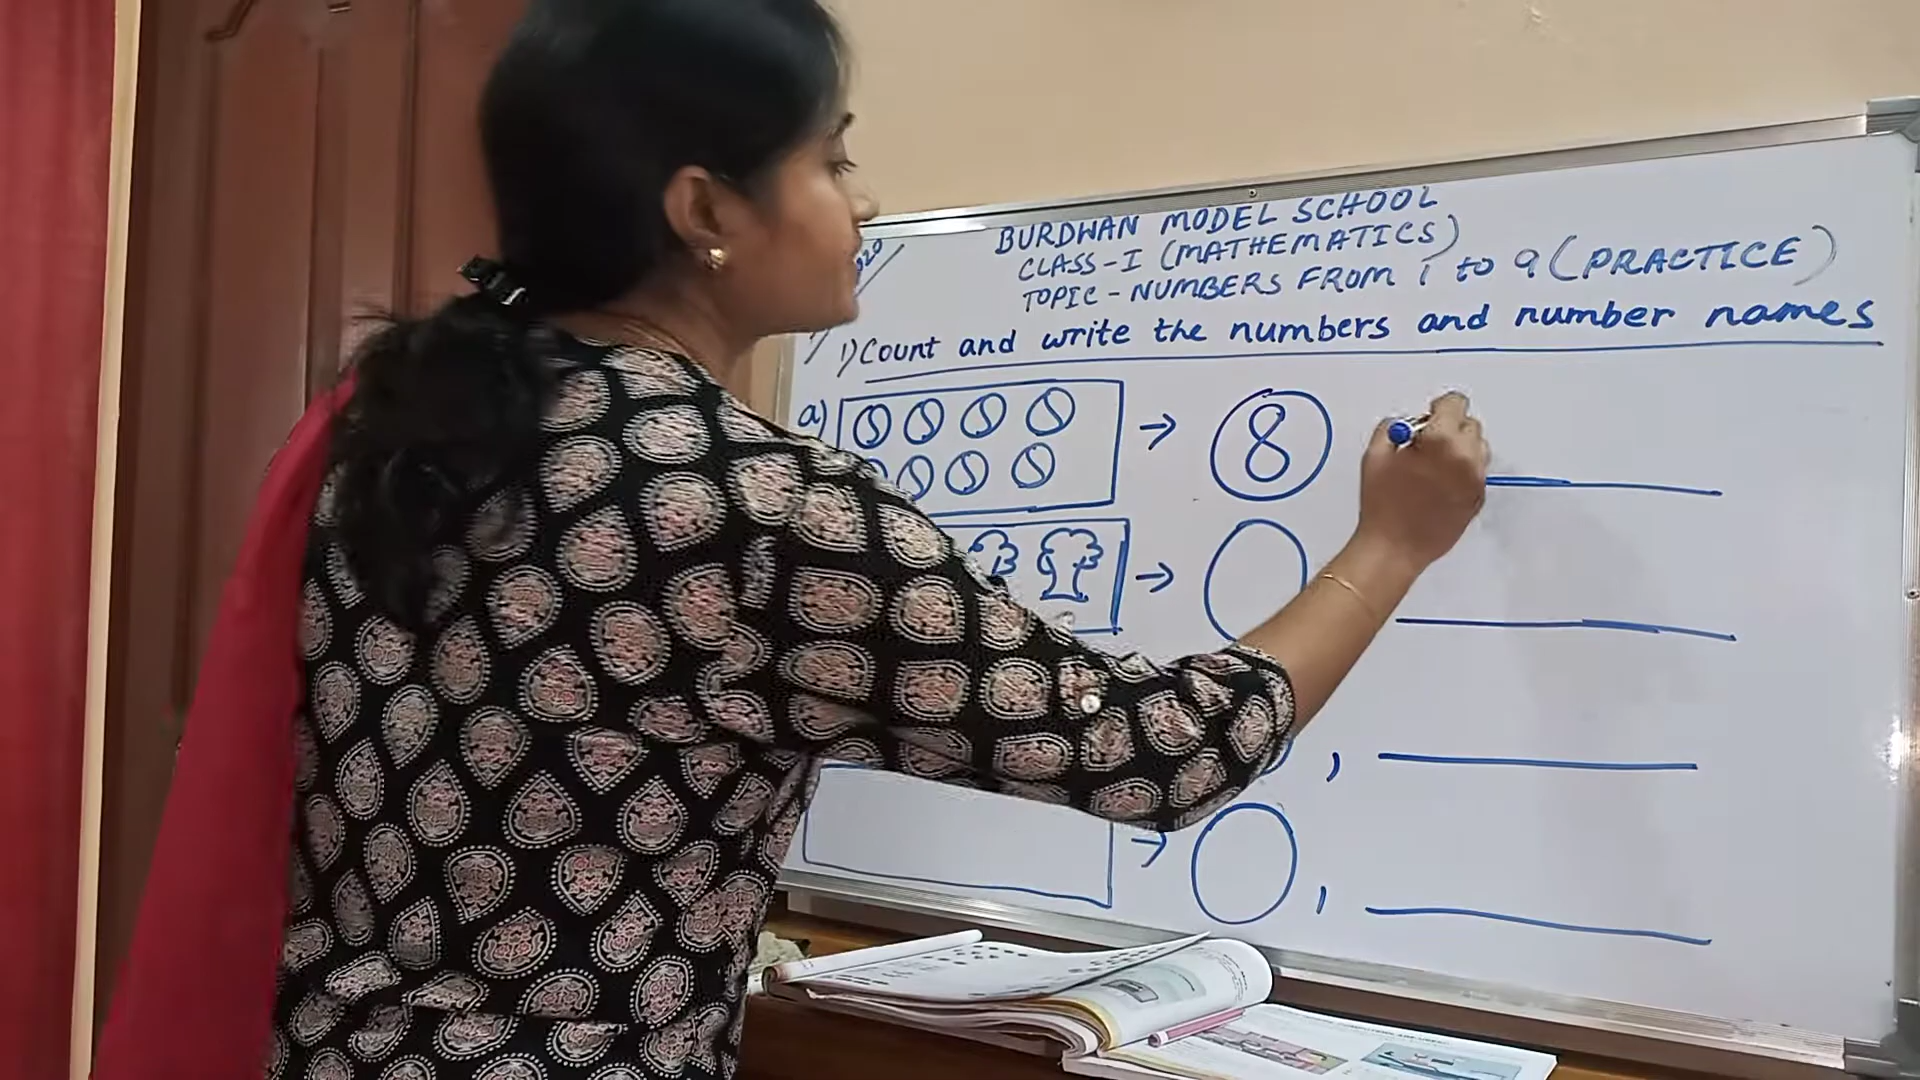 BURDWAN MODEL SCHOOL
CLASS-I (MATHEMATICS)
TOPIC - NUMBERS FROM 1 to 9 (PRACTICE)
1) Count and write the numbers and number names
a) → 8
→
,
→ ,